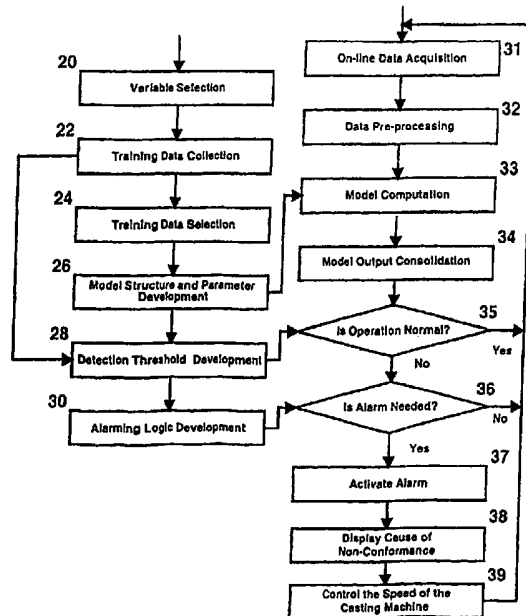 20
Variable Selection
22
Training Data Collection
24
Training Data Selection
26
Model Structure and Parameter
Development
28
Detection Threshold Development
30
Alarming Logic Development
31
On-line Data Acquisition
32
Data Pre-processing
33
Model Computation
34
Model Output Consolidation
35
Is Operation Normal?
Yes
No
36
Is Alarm Needed?
No
Yes
37
Activate Alarm
38
Display Cause of
Non-Conformance
39
Control the Speed of the
Casting Machine